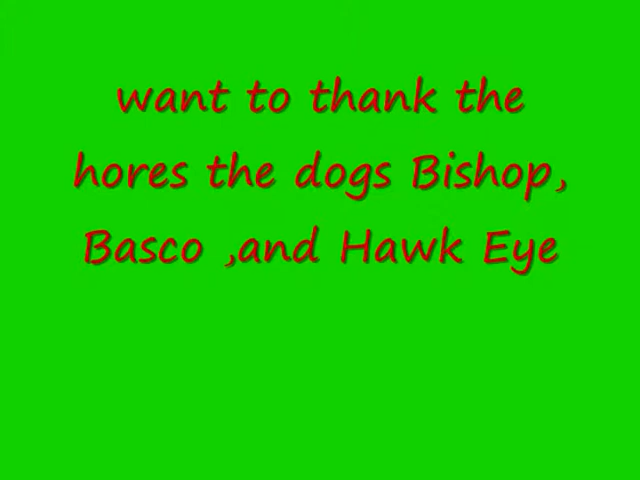 want to thank the
hores the dogs Bishop,
Basco ,and Hawk Eye